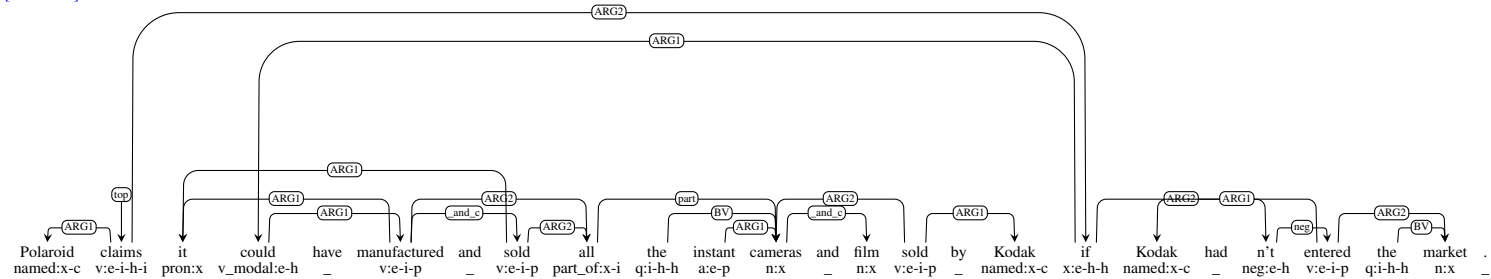 ARG2
ARG1
ARG1
top ARG1 ARG2 part ARG2 ARG2 ARG1
ARG1 ARG1 _and_c ARG2 BV ARG1 _and_c ARG1 neg ARG2 BV
Polaroid claims it could have manufactured and sold all the instant cameras and film sold by Kodak if Kodak had n't entered the market .
named:x-c v:e-i-h-i pron:x v_modal:e-h _ v:e-i-p _ v:e-i-p part_of:x-i q:i-h-h a:e-p n:x _ n:x v:e-i-p _ named:x-c x:e-h-h named:x-c _ neg:e-h v:e-i-p q:i-h-h n:x _